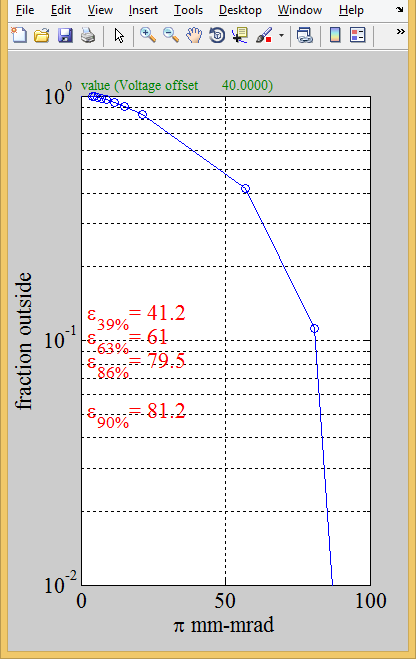 File Edit View Insert Tools Desktop Window Help
value (Voltage offset 40.0000)
10^0
ε39%= 41.2
10^-1
ε63%= 61
ε86%= 79.5
ε90%= 81.2
fraction outside
10^-2
0 50 100
π mm-mrad